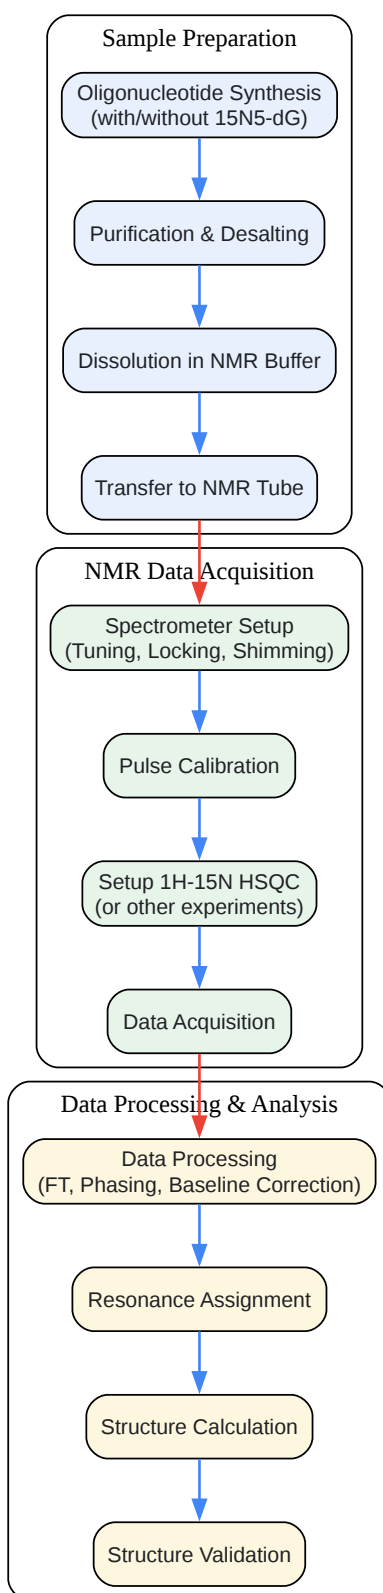 Sample Preparation
Oligonucleotide Synthesis
(with/without 15N5-dG)
Purification & Desalting
Dissolution in NMR Buffer
Transfer to NMR Tube
NMR Data Acquisition
Spectrometer Setup
(Tuning, Locking, Shimming)
Pulse Calibration
Setup 1H-15N HSQC
(or other experiments)
Data Acquisition
Data Processing & Analysis
Data Processing
(FT, Phasing, Baseline Correction)
Resonance Assignment
Structure Calculation
Structure Validation